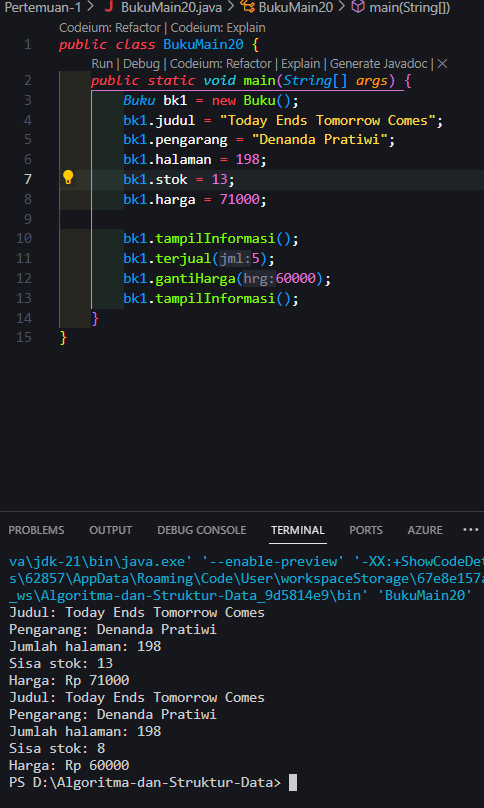 Pertemuan-1 > J BukuMain20.java > BukuMain20 > main(String[])
Codeium: Refactor | Codeium: Explain
1 public class BukuMain20 {
Run | Debug | Codeium: Refactor | Explain | Generate Javadoc | ×
2 public static void main(String[] args) {
3 Buku bk1 = new Buku();
4 bk1.judul = "Today Ends Tomorrow Comes";
5 bk1.pengarang = "Denanda Pratiwi";
6 bk1.halaman = 198;
7 bk1.stok = 13;
8 bk1.harga = 71000;
9
10 bk1.tampilInformasi();
11 bk1.terjual(jml:5);
12 bk1.gantiHarga(hrg:60000);
13 bk1.tampilInformasi();
14 }
15 }
PROBLEMS OUTPUT DEBUG CONSOLE TERMINAL PORTS AZURE ...
va\jdk-21\bin\java.exe' '--enable-preview' '-XX:+ShowCodeDet
s\62857\AppData\Roaming\Code\User\workspaceStorage\67e8e157a
_ws\Algoritma-dan-Struktur-Data_9d5814e9\bin' 'BukuMain20'
Judul: Today Ends Tomorrow Comes
Pengarang: Denanda Pratiwi
Jumlah halaman: 198
Sisa stok: 13
Harga: Rp 71000
Judul: Today Ends Tomorrow Comes
Pengarang: Denanda Pratiwi
Jumlah halaman: 198
Sisa stok: 8
Harga: Rp 60000
PS D:\Algoritma-dan-Struktur-Data>